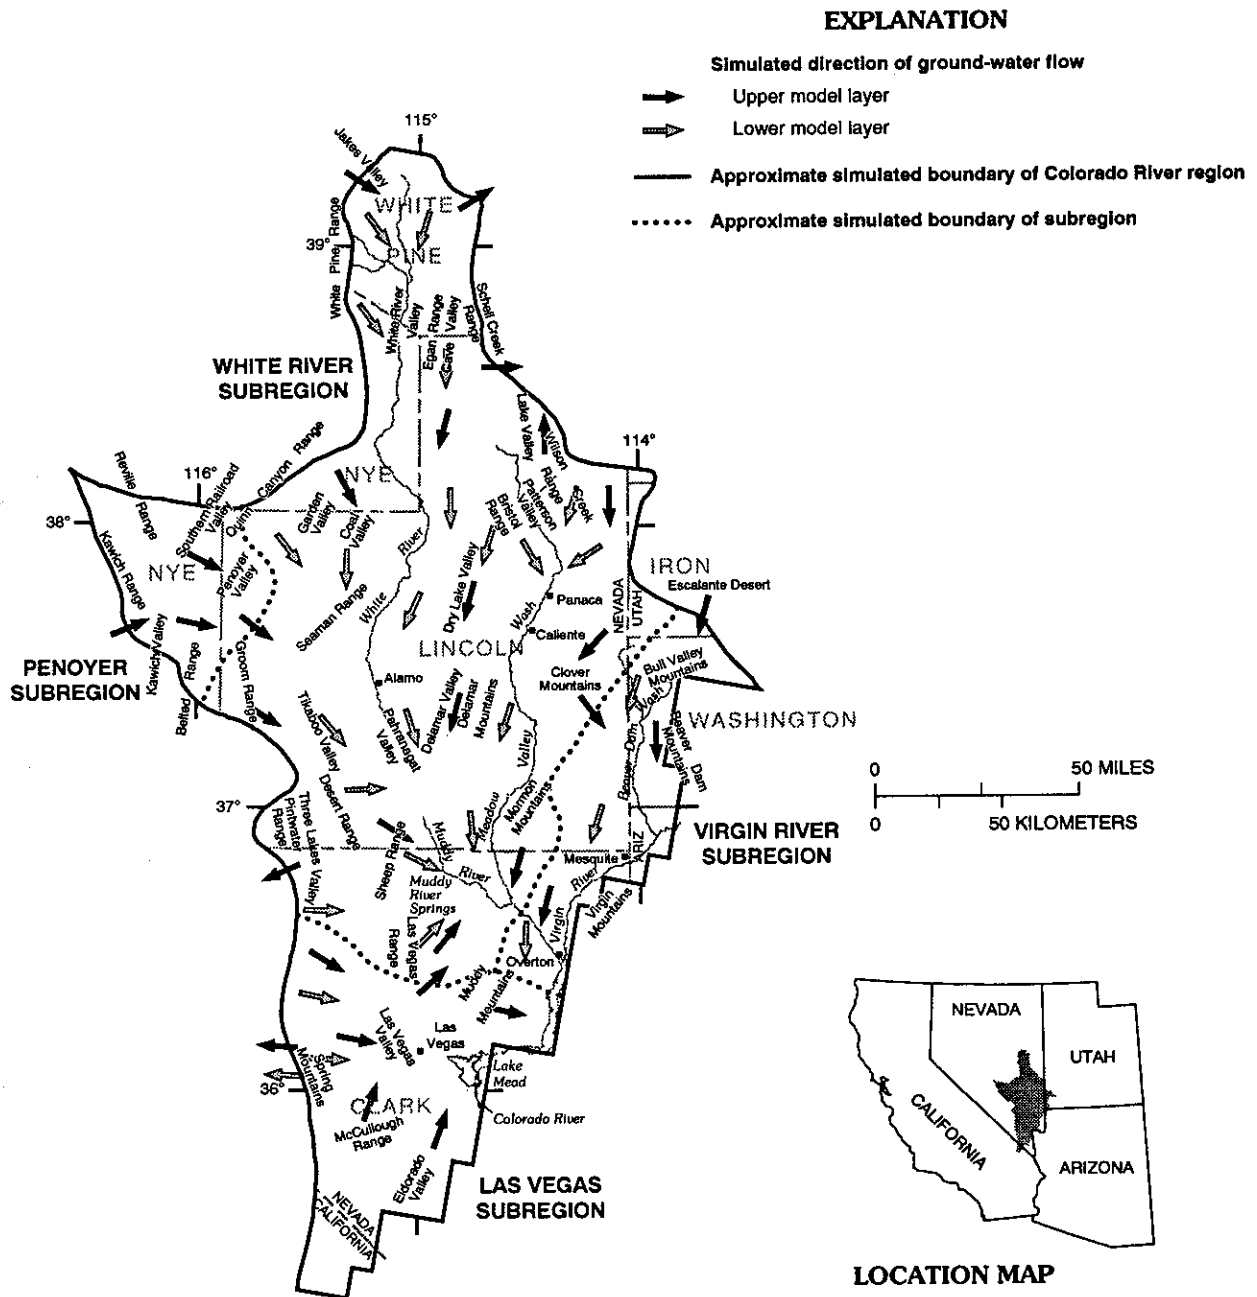 EXPLANATION
Simulated direction of ground-water flow
Upper model layer
Lower model layer
Approximate simulated boundary of Colorado River region
Approximate simulated boundary of subregion
115°
Jakes Valley
WHITE
PINE
39°
White Pine Range
White River
Valley
Egan Range
Cave Valley
Schell Creek
Range
WHITE RIVER
SUBREGION
Lake Valley
Wilson
Creek
Range
114°
Patterson
Valley
Bristol
Range
116°
Reville Range
Southern Railroad
Valley
Quinn Canyon Range
NYE
Garden
Valley
Coal
Valley
38°
Kawich Range
NYE
Penoyer
Valley
White River
Seaman Range
Dry Lake Valley
Wash
Panaca
Caliente
LINCOLN
NEVADA
UTAH
IRON
Escalante Desert
PENOYER
SUBREGION
Kawich Valley
Belted Range
Groom Range
Alamo
Clover
Mountains
Bull Valley
Mountains
WASHINGTON
Tikaboo Valley
Pahranagat
Valley
Delamar Valley
Delamar
Mountains
Meadow Valley
Beaver Dam Wash
Beaver Dam
Mountains
0 50 MILES
0 50 KILOMETERS
37°
Desert Range
Three Lakes Valley
Pintwater
Range
Sheep Range
Mormon
Mountains
Muddy River
Muddy
River
Springs
Mesquite
ARIZ
VIRGIN RIVER
SUBREGION
Virgin River
Virgin
Mountains
Las Vegas
Range
Overton
Muddy
Mountains
Las Vegas
Valley
Las
Vegas
Spring
Mountains
36°
Lake
Mead
CLARK
McCullough
Range
Colorado River
Eldorado
Valley
LAS VEGAS
SUBREGION
NEVADA
CALIFORNIA
NEVADA
UTAH
CALIFORNIA
ARIZONA
LOCATION MAP